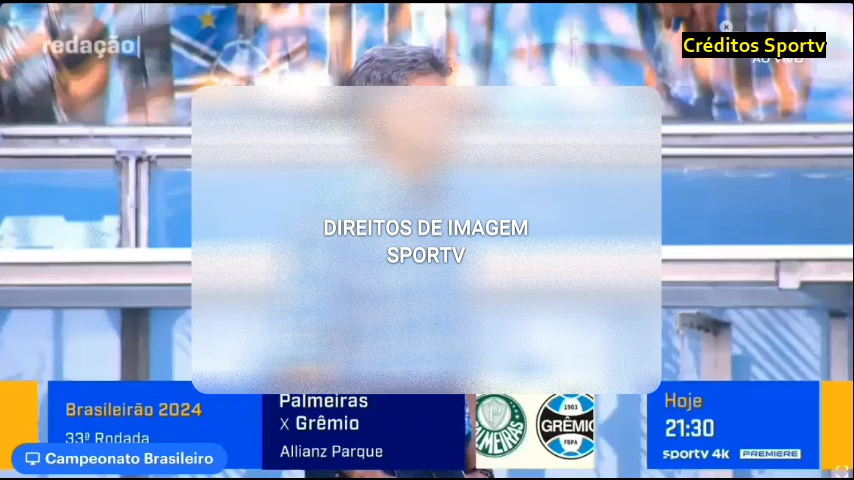 redação
Créditos Sportv
AO VIVO
DIREITOS DE IMAGEM
SPORTV
Brasileirão 2024
33ª Rodada
Palmeiras
X Grêmio
Allianz Parque
PALMEIRAS
1903
GRÊMIO
FBPA
Hoje
21:30
sportv 4k PREMIERE
Campeonato Brasileiro